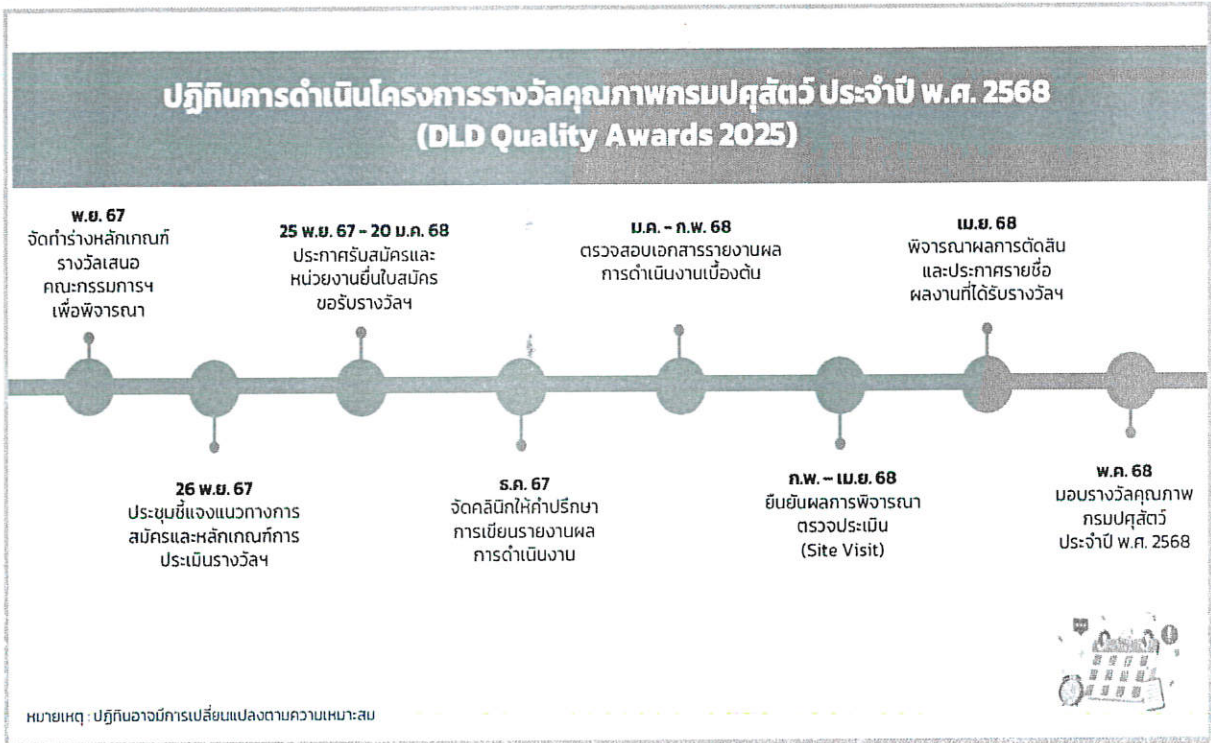 ปฏิทินการดำเนินโครงการรางวัลคุณภาพกรมปศุสัตว์ ประจำปี พ.ศ. 2568
(DLD Quality Awards 2025)
พ.ย. 67
จัดทำร่างหลักเกณฑ์
รางวัลเสนอ
คณะกรรมการฯ
เพื่อพิจารณา
26 พ.ย. 67
ประชุมชี้แจงแนวทางการ
สมัครและหลักเกณฑ์การ
ประเมินรางวัลฯ
25 พ.ย. 67 - 20 ม.ค. 68
ประกาศรับสมัครและ
หน่วยงานยื่นใบสมัคร
ขอรับรางวัลฯ
ธ.ค. 67
จัดคลินิกให้คำปรึกษา
การเขียนรายงานผล
การดำเนินงาน
ม.ค. - ก.พ. 68
ตรวจสอบเอกสารรายงานผล
การดำเนินงานเบื้องต้น
ก.พ. – เม.ย. 68
ยืนยันผลการพิจารณา
ตรวจประเมิน
(Site Visit)
เม.ย. 68
พิจารณาผลการตัดสิน
และประกาศรายชื่อ
ผลงานที่ได้รับรางวัลฯ
พ.ค. 68
มอบรางวัลคุณภาพ
กรมปศุสัตว์
ประจำปี พ.ศ. 2568
หมายเหตุ : ปฏิทินอาจมีการเปลี่ยนแปลงตามความเหมาะสม